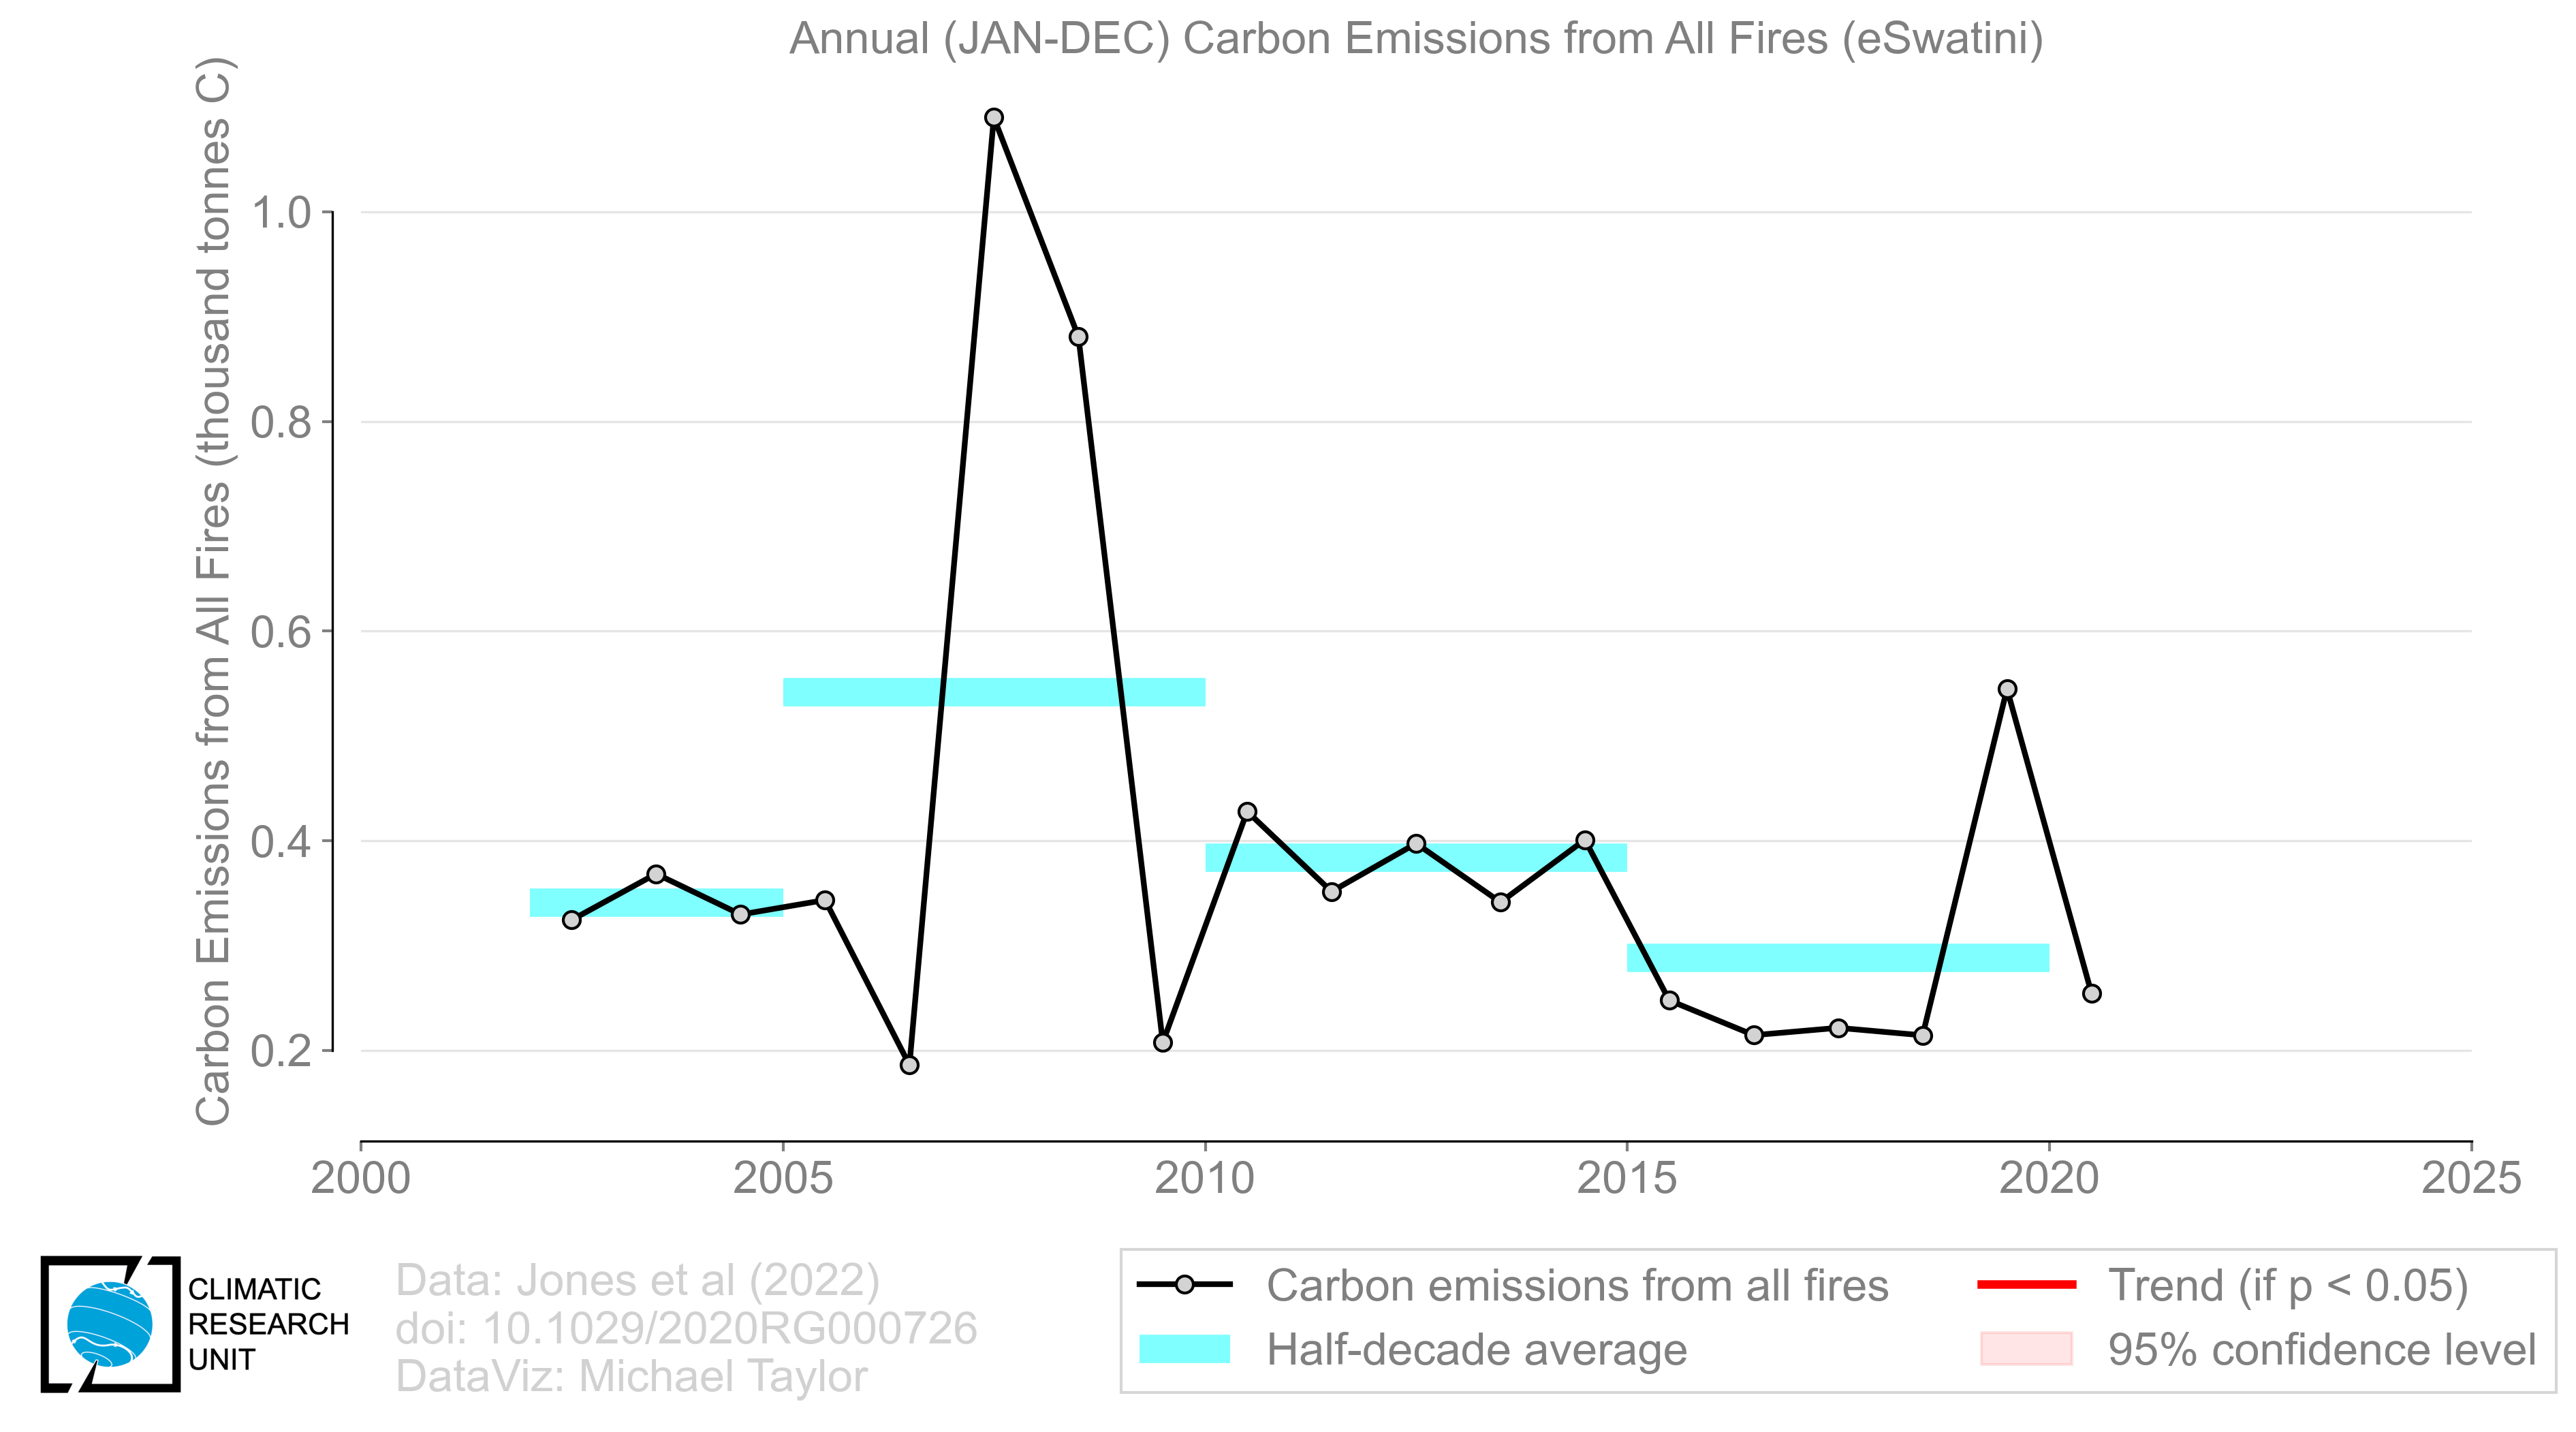 Annual (JAN-DEC) Carbon Emissions from All Fires (eSwatini)
Carbon Emissions from All Fires (thousand tonnes C)
1.0
0.8
0.6
0.4
0.2
2000
2005
2010
2015
2020
2025
CLIMATIC
RESEARCH
UNIT
Data: Jones et al (2022)
doi: 10.1029/2020RG000726
DataViz: Michael Taylor
Carbon emissions from all fires
Half-decade average
Trend (if p < 0.05)
95% confidence level